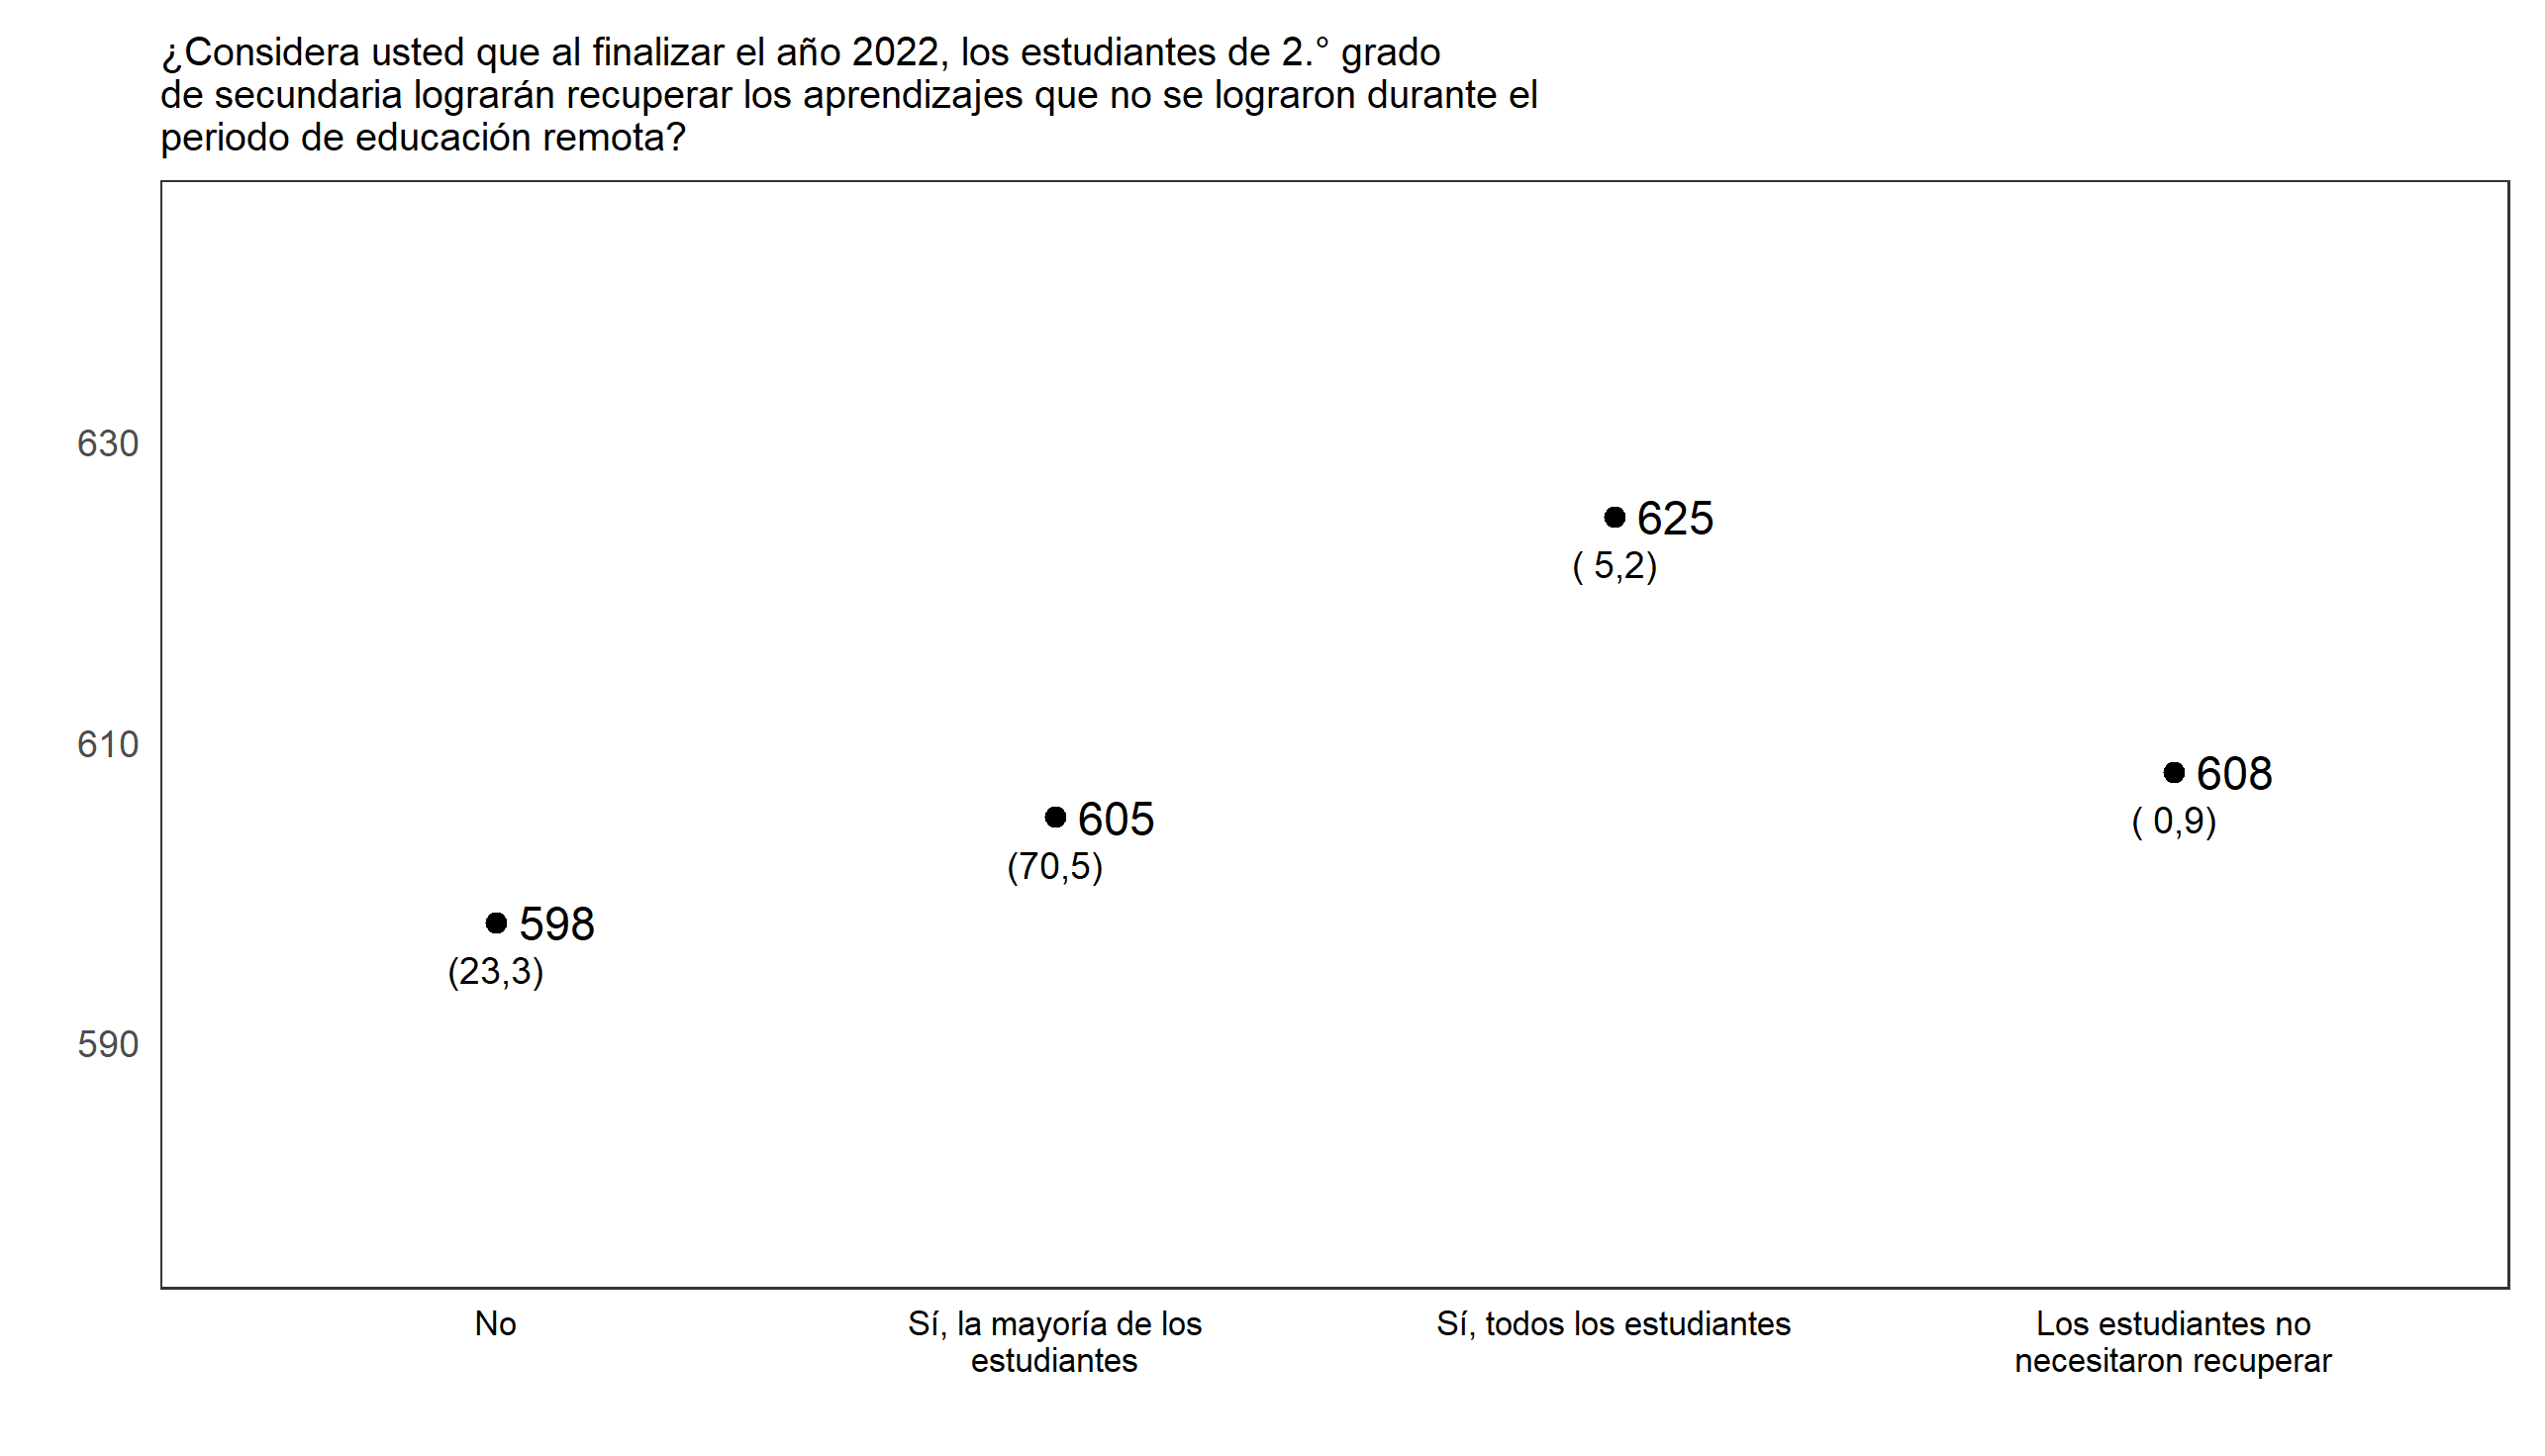 ¿Considera usted que al finalizar el año 2022, los estudiantes de 2.° grado
de secundaria lograrán recuperar los aprendizajes que no se lograron durante el
periodo de educación remota?
630
625
( 5,2)
610
608
( 0,9)
605
(70,5)
598
(23,3)
590
No
Sí, la mayoría de los
estudiantes
Sí, todos los estudiantes
Los estudiantes no
necesitaron recuperar